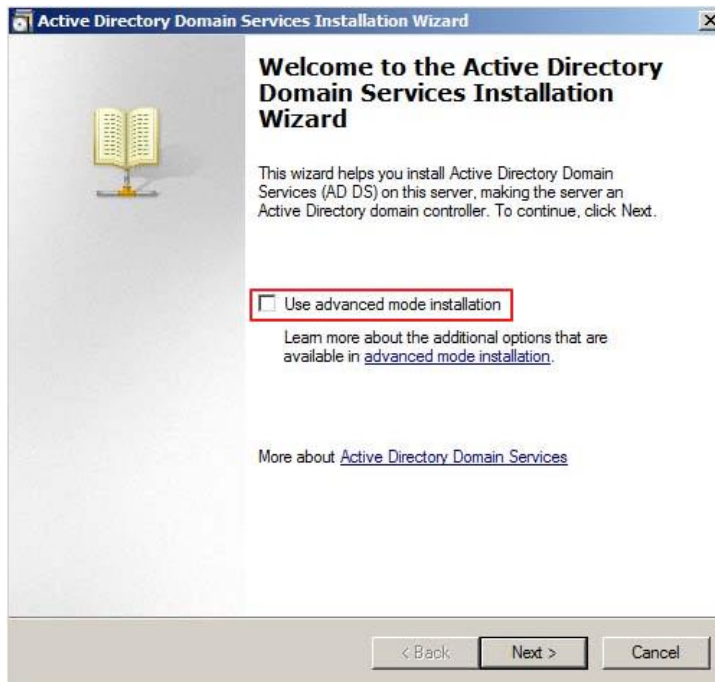 Active Directory Domain Services Installation Wizard
Welcome to the Active Directory
Domain Services Installation
Wizard
This wizard helps you install Active Directory Domain
Services (AD DS) on this server, making the server an
Active Directory domain controller. To continue, click Next.
Use advanced mode installation
Learn more about the additional options that are
available in advanced mode installation.
More about Active Directory Domain Services
< Back Next > Cancel